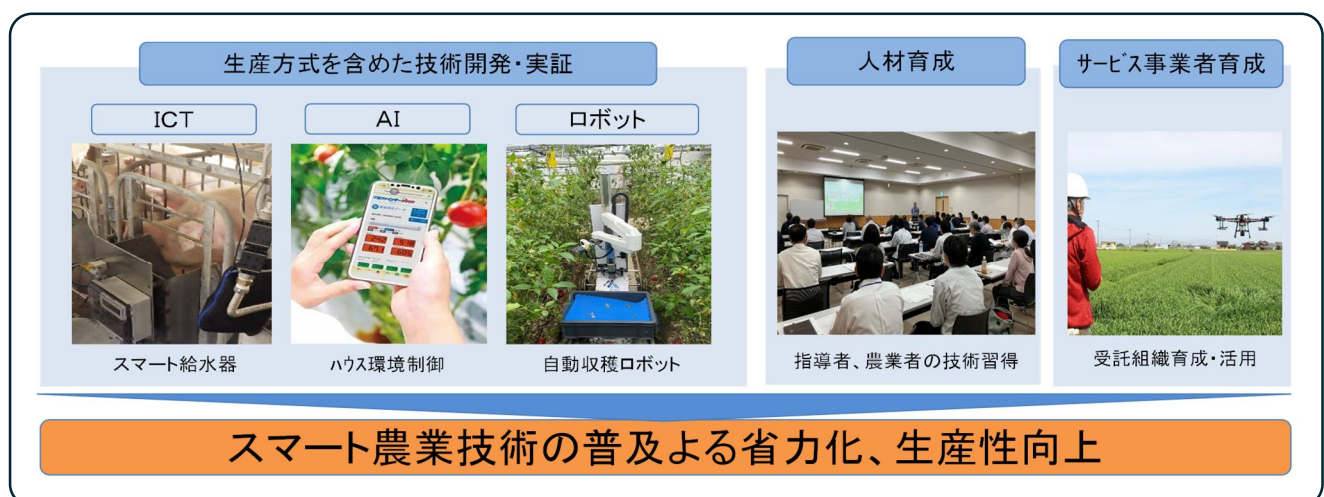 生産方式を含めた技術開発・実証
人材育成
サービス事業者育成
ICT
AI
ロボット
スマート給水器
ハウス環境制御
自動収穫ロボット
指導者、農業者の技術習得
受託組織育成・活用
スマート農業技術の普及よる省力化、生産性向上